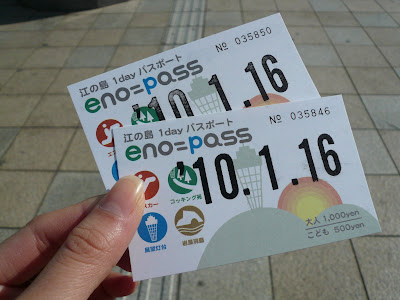 江の島 1dayパスポート
№ 035850
eno=pass
'10.1.16
江の島 1dayパスポート
№ 035846
eno=pass
'10.1.16
コッキング苑
展望灯台
岩屋洞窟
大人 1,000yen
こども 500yen